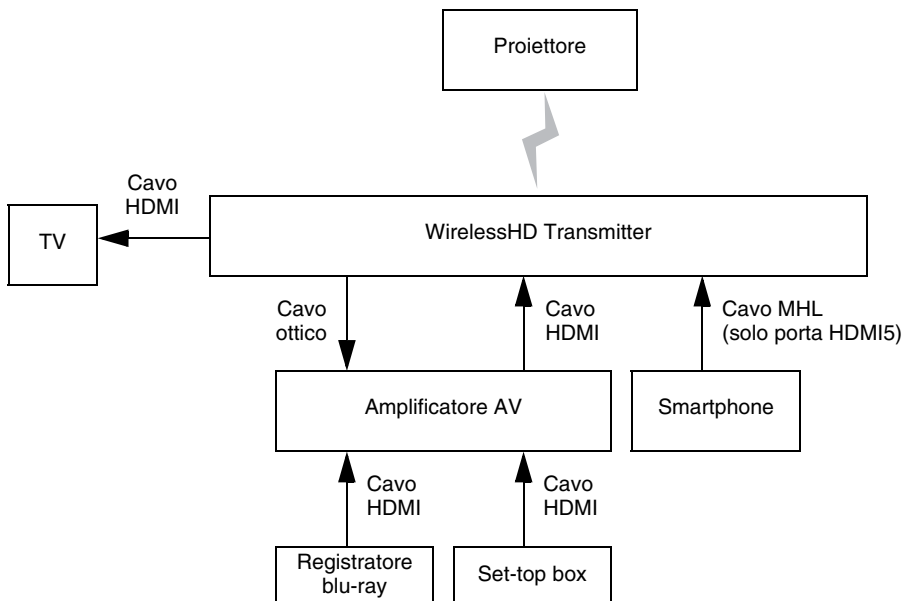 Proiettore
Cavo
HDMI
TV
WirelessHD Transmitter
Cavo
ottico
Cavo
HDMI
Cavo MHL
(solo porta HDMI5)
Amplificatore AV
Smartphone
Cavo
HDMI
Cavo
HDMI
Registratore
blu-ray
Set-top box